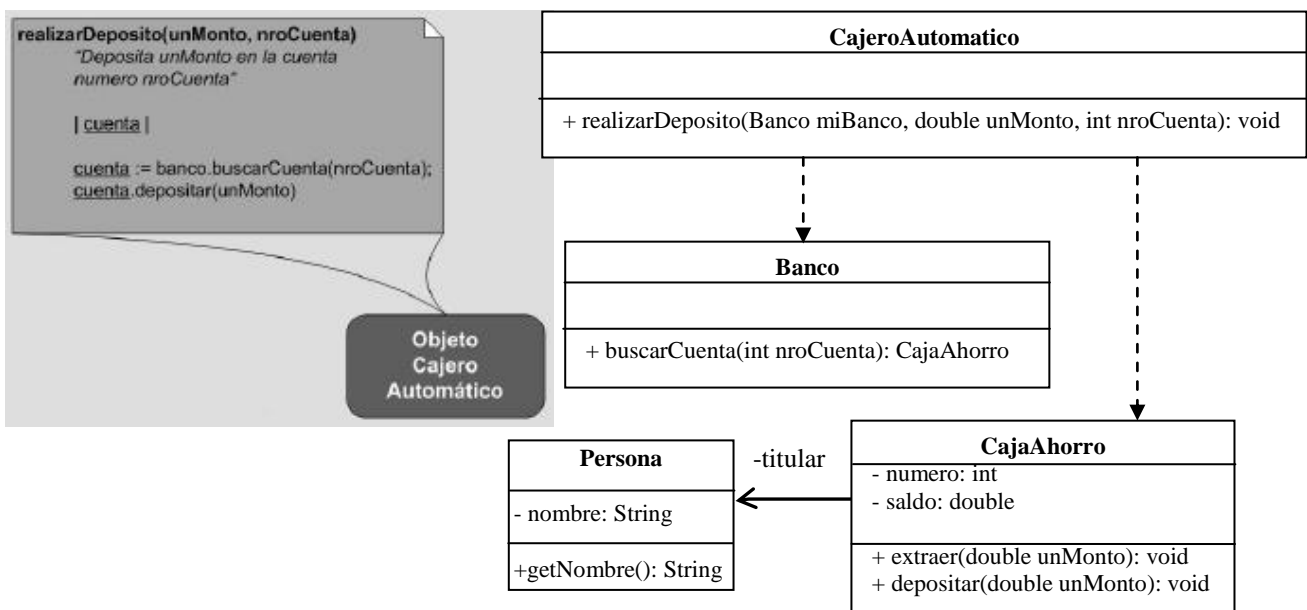 realizarDeposito(unMonto, nroCuenta)
"Deposita unMonto en la cuenta
numero nroCuenta"
| cuenta |
cuenta := banco.buscarCuenta(nroCuenta);
cuenta.depositar(unMonto)
Objeto
Cajero
Automático
CajeroAutomatico
+ realizarDeposito(Banco miBanco, double unMonto, int nroCuenta): void
Banco
+ buscarCuenta(int nroCuenta): CajaAhorro
Persona
- nombre: String
+getNombre(): String
-titular
CajaAhorro
- numero: int
- saldo: double
+ extraer(double unMonto): void
+ depositar(double unMonto): void